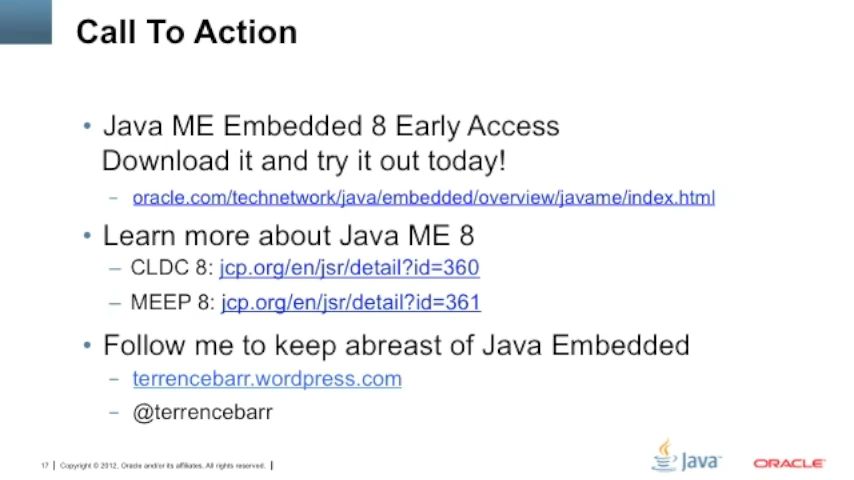 Call To Action
• Java ME Embedded 8 Early Access
Download it and try it out today!
– oracle.com/technetwork/java/embedded/overview/javame/index.html
• Learn more about Java ME 8
– CLDC 8: jcp.org/en/jsr/detail?id=360
– MEEP 8: jcp.org/en/jsr/detail?id=361
• Follow me to keep abreast of Java Embedded
– terrencebarr.wordpress.com
– @terrencebarr
17 | Copyright © 2012, Oracle and/or its affiliates. All rights reserved. |
Java™ ORACLE®